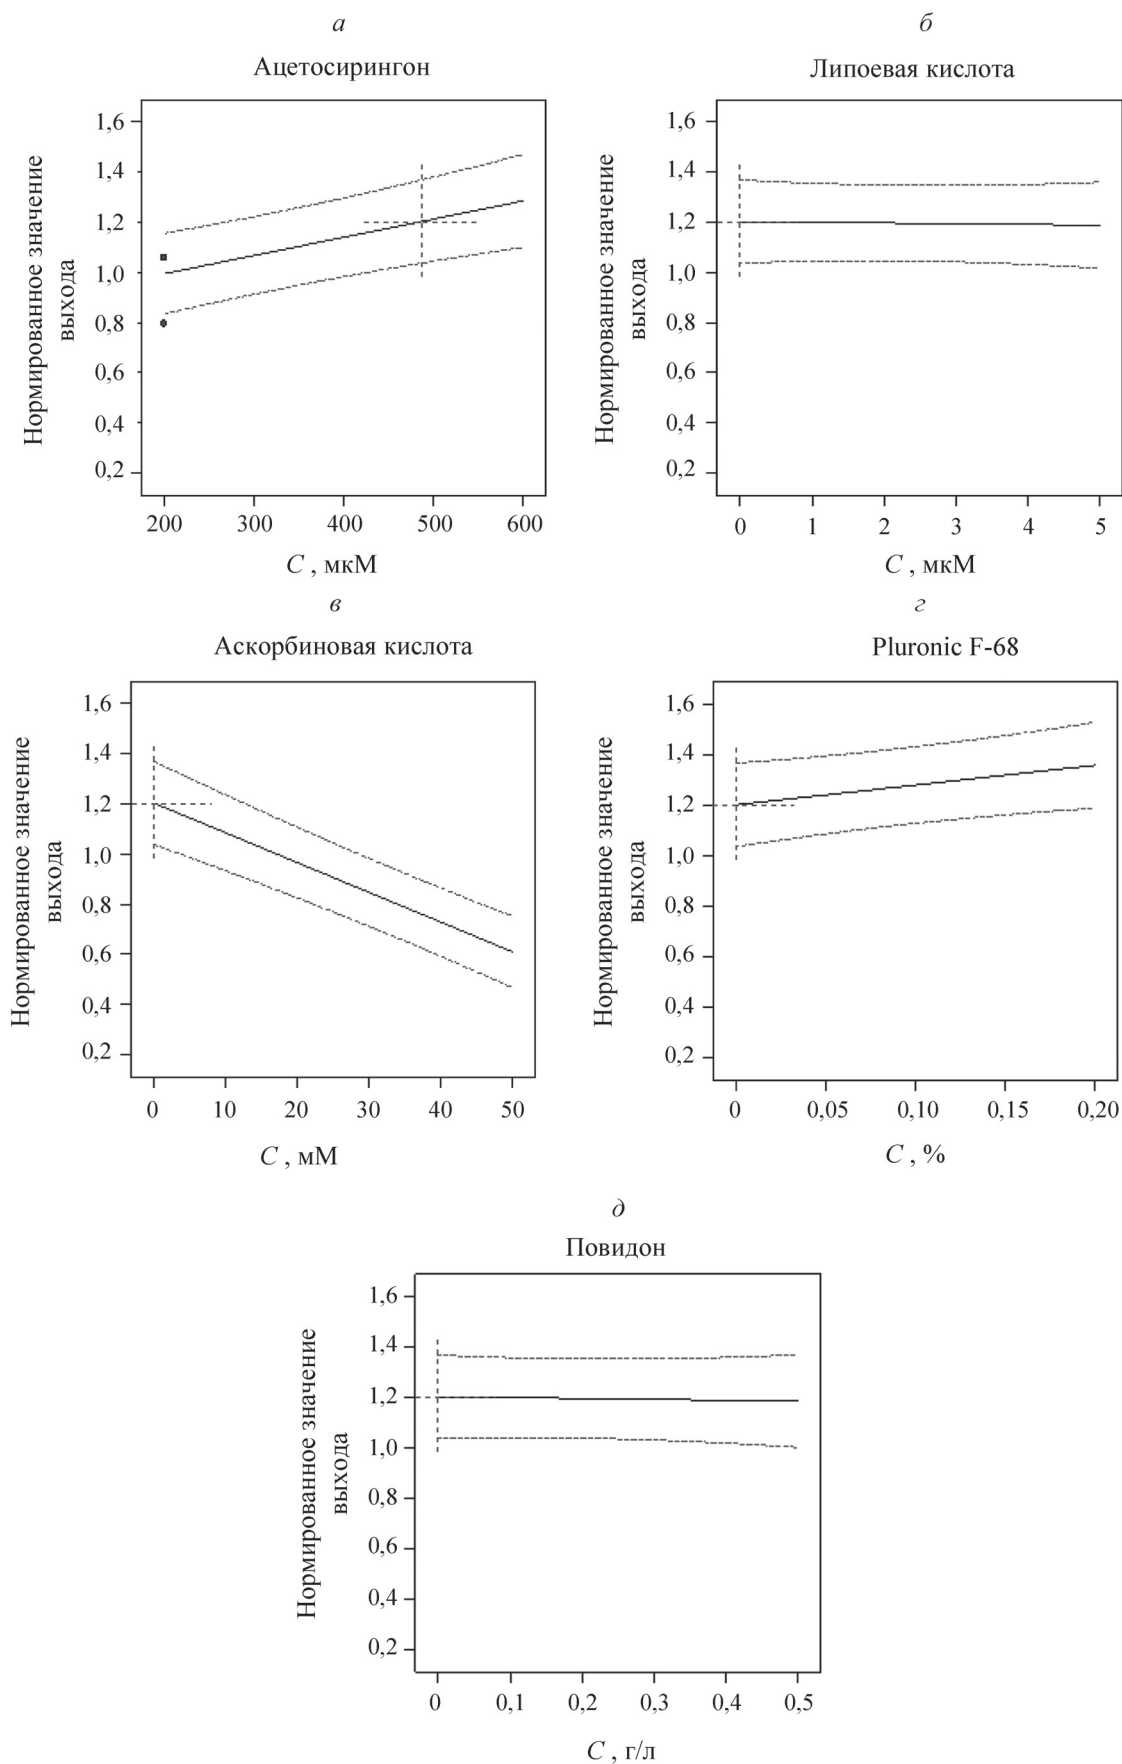 а
Ацетосирингон
Нормированное значение
выхода
1,6
1,4
1,2
1,0
0,8
0,6
0,4
0,2
200 300 400 500 600
C , мкМ
б
Липоевая кислота
Нормированное значение
выхода
1,6
1,4
1,2
1,0
0,8
0,6
0,4
0,2
0 1 2 3 4 5
C , мкМ
в
Аскорбиновая кислота
Нормированное значение
выхода
1,6
1,4
1,2
1,0
0,8
0,6
0,4
0,2
0 10 20 30 40 50
C , мМ
г
Pluronic F-68
Нормированное значение
выхода
1,6
1,4
1,2
1,0
0,8
0,6
0,4
0,2
0 0,05 0,10 0,15 0,20
C , %
д
Повидон
Нормированное значение
выхода
1,6
1,4
1,2
1,0
0,8
0,6
0,4
0,2
0 0,1 0,2 0,3 0,4 0,5
C , г/л